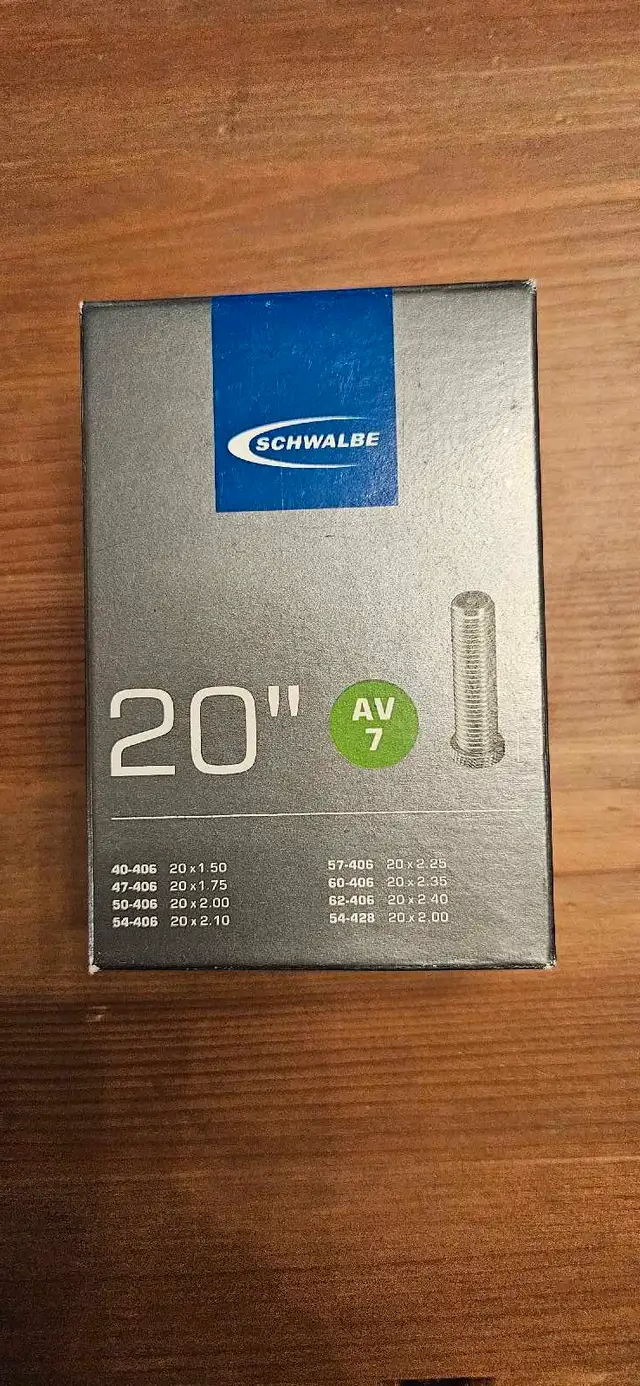 SCHWALBE
20"
AV
7
40-406 20 x 1.50
47-406 20 x 1.75
50-406 20 x 2.00
54-406 20 x 2.10
57-406 20 x 2.25
60-406 20 x 2.35
62-406 20 x 2.40
54-428 20 x 2.00